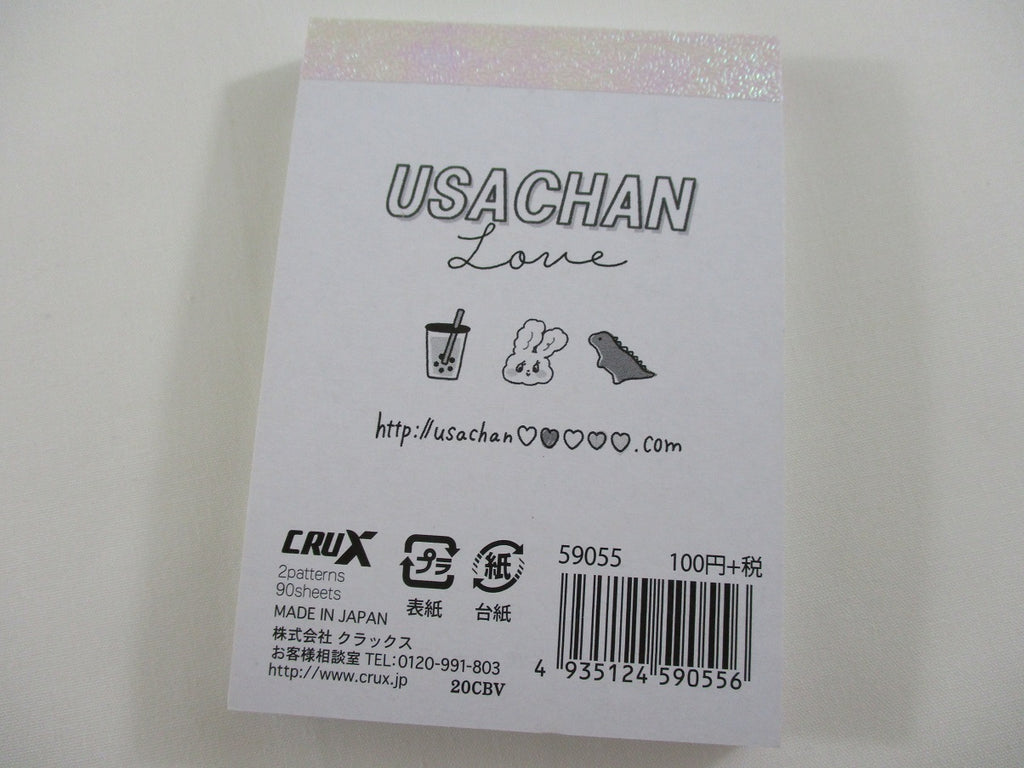 USACHAN
Love
http://usachan♡♥♡♡♡.com
CRUX
2patterns
90sheets
MADE IN JAPAN
株式会社 クラックス
お客様相談室 TEL:0120-991-803
http://www.crux.jp
20CBV
プラ
表紙
紙
台紙
59055 100円+税
4 935124 590556